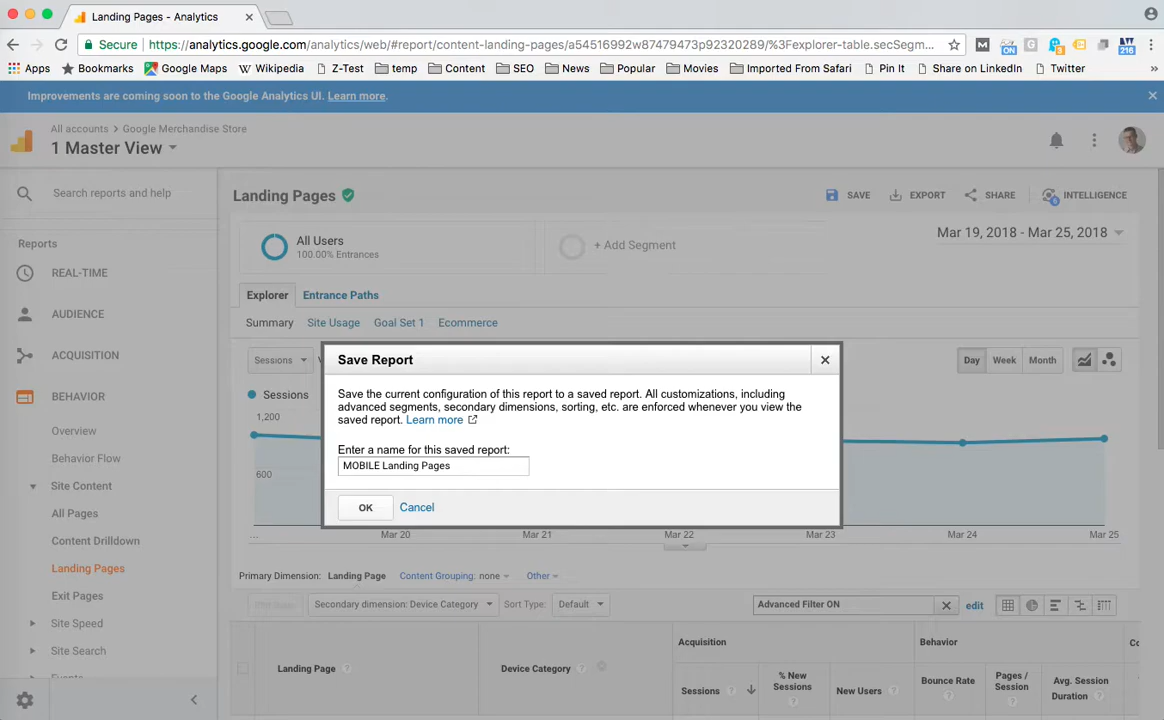 Landing Pages - Analytics
Secure https://analytics.google.com/analytics/web/#report/content-landing-pages/a54516992w87479473p92320289/%3Fexplorer-table.secSegm...
Apps Bookmarks Google Maps Wikipedia Z-Test temp Content SEO News Popular Movies Imported From Safari Pin It Share on LinkedIn Twitter
ON 216
Improvements are coming soon to the Google Analytics UI. Learn more.
All accounts > Google Merchandise Store
1 Master View
Search reports and help
Landing Pages
SAVE EXPORT SHARE INTELLIGENCE
Reports
REAL-TIME
AUDIENCE
ACQUISITION
BEHAVIOR
Overview
Behavior Flow
Site Content
All Pages
Content Drilldown
Landing Pages
Exit Pages
Site Speed
Site Search
Events
All Users
100.00% Entrances
+ Add Segment
Mar 19, 2018 - Mar 25, 2018
Explorer Entrance Paths
Summary Site Usage Goal Set 1 Ecommerce
Sessions
Day Week Month
Sessions
1,200
600
Save Report
Save the current configuration of this report to a saved report. All customizations, including
advanced segments, secondary dimensions, sorting, etc. are enforced whenever you view the
saved report. Learn more
Enter a name for this saved report:
MOBILE Landing Pages
OK Cancel
... Mar 20 Mar 21 Mar 22 Mar 23 Mar 24 Mar 25
Primary Dimension: Landing Page Content Grouping: none Other
Secondary dimension: Device Category Sort Type: Default
Advanced Filter ON edit
Landing Page ? Device Category ?
Acquisition Behavior
Sessions ? % New Sessions ? New Users ? Bounce Rate ? Pages / Session ? Avg. Session Duration ?